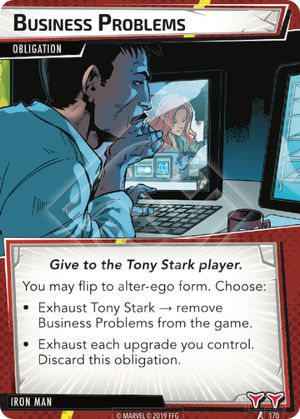 BUSINESS PROBLEMS
OBLIGATION
Give to the Tony Stark player.
You may flip to alter-ego form. Choose:
• Exhaust Tony Stark → remove
Business Problems from the game.
• Exhaust each upgrade you control.
Discard this obligation.
IRON MAN
© MARVEL © 2019 FFG
170